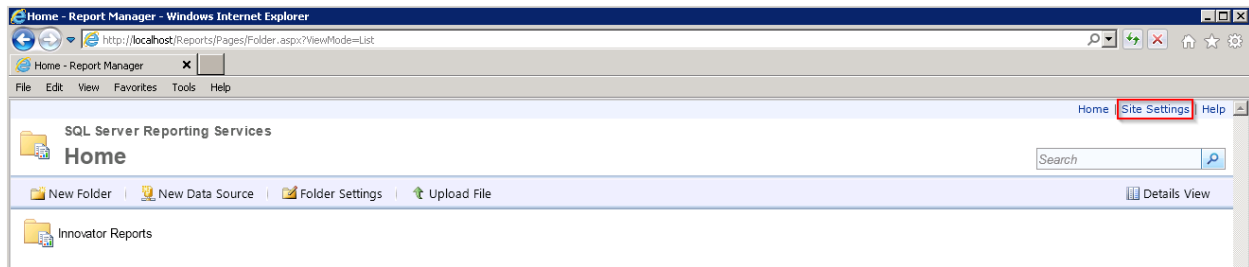 Home - Report Manager - Windows Internet Explorer
http://localhost/Reports/Pages/Folder.aspx?ViewMode=List
Home - Report Manager
File Edit View Favorites Tools Help
Home | Site Settings | Help
SQL Server Reporting Services
Home
Search
New Folder New Data Source Folder Settings Upload File Details View
Innovator Reports